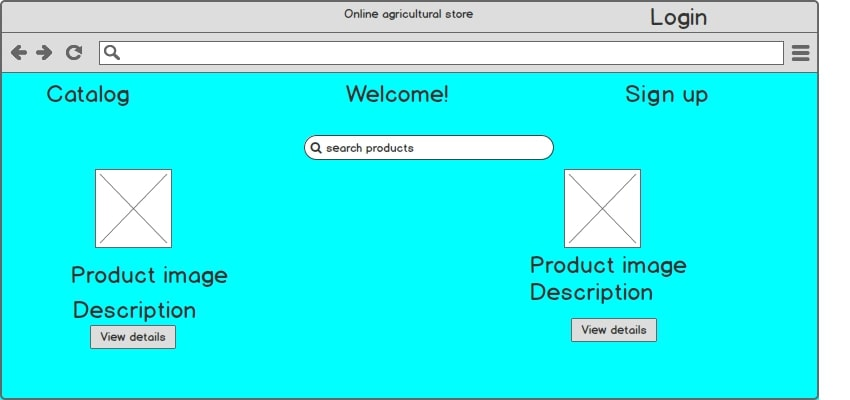 Online agricultural store
Login
Catalog
Welcome!
Sign up
search products
Product image
Description
View details
Product image
Description
View details